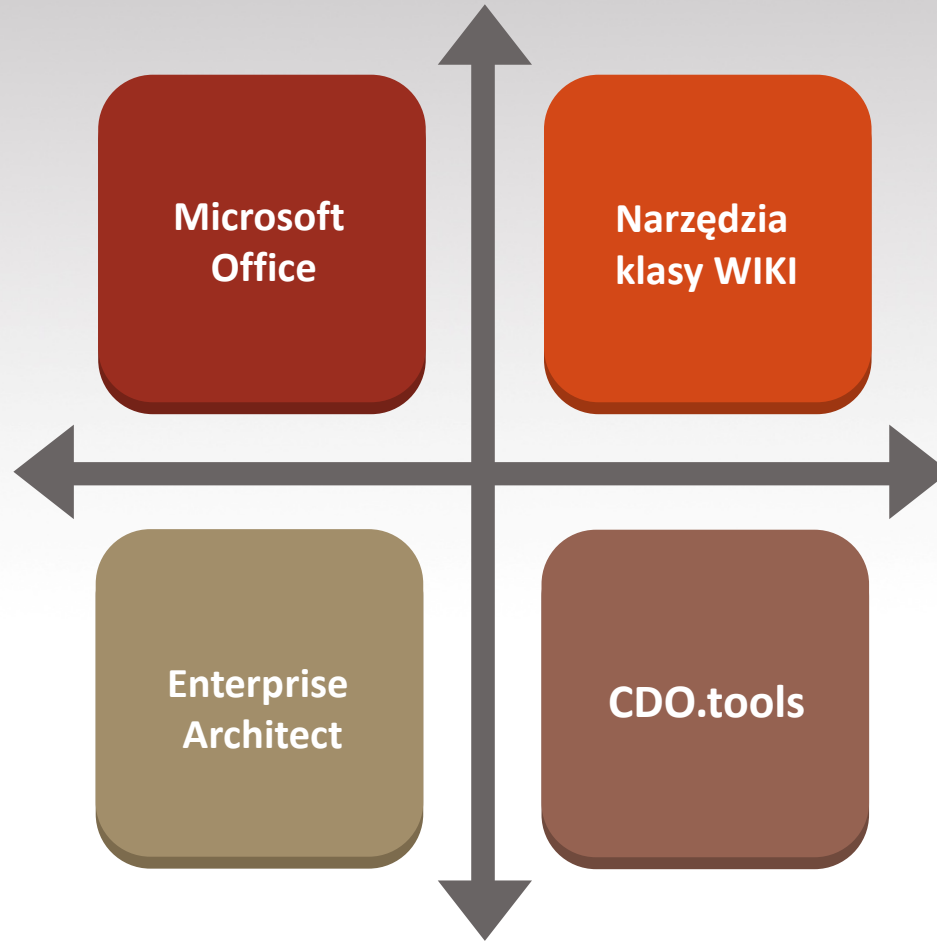 Microsoft
Office
Narzędzia
klasy WIKI
Enterprise
Architect
CDO.tools